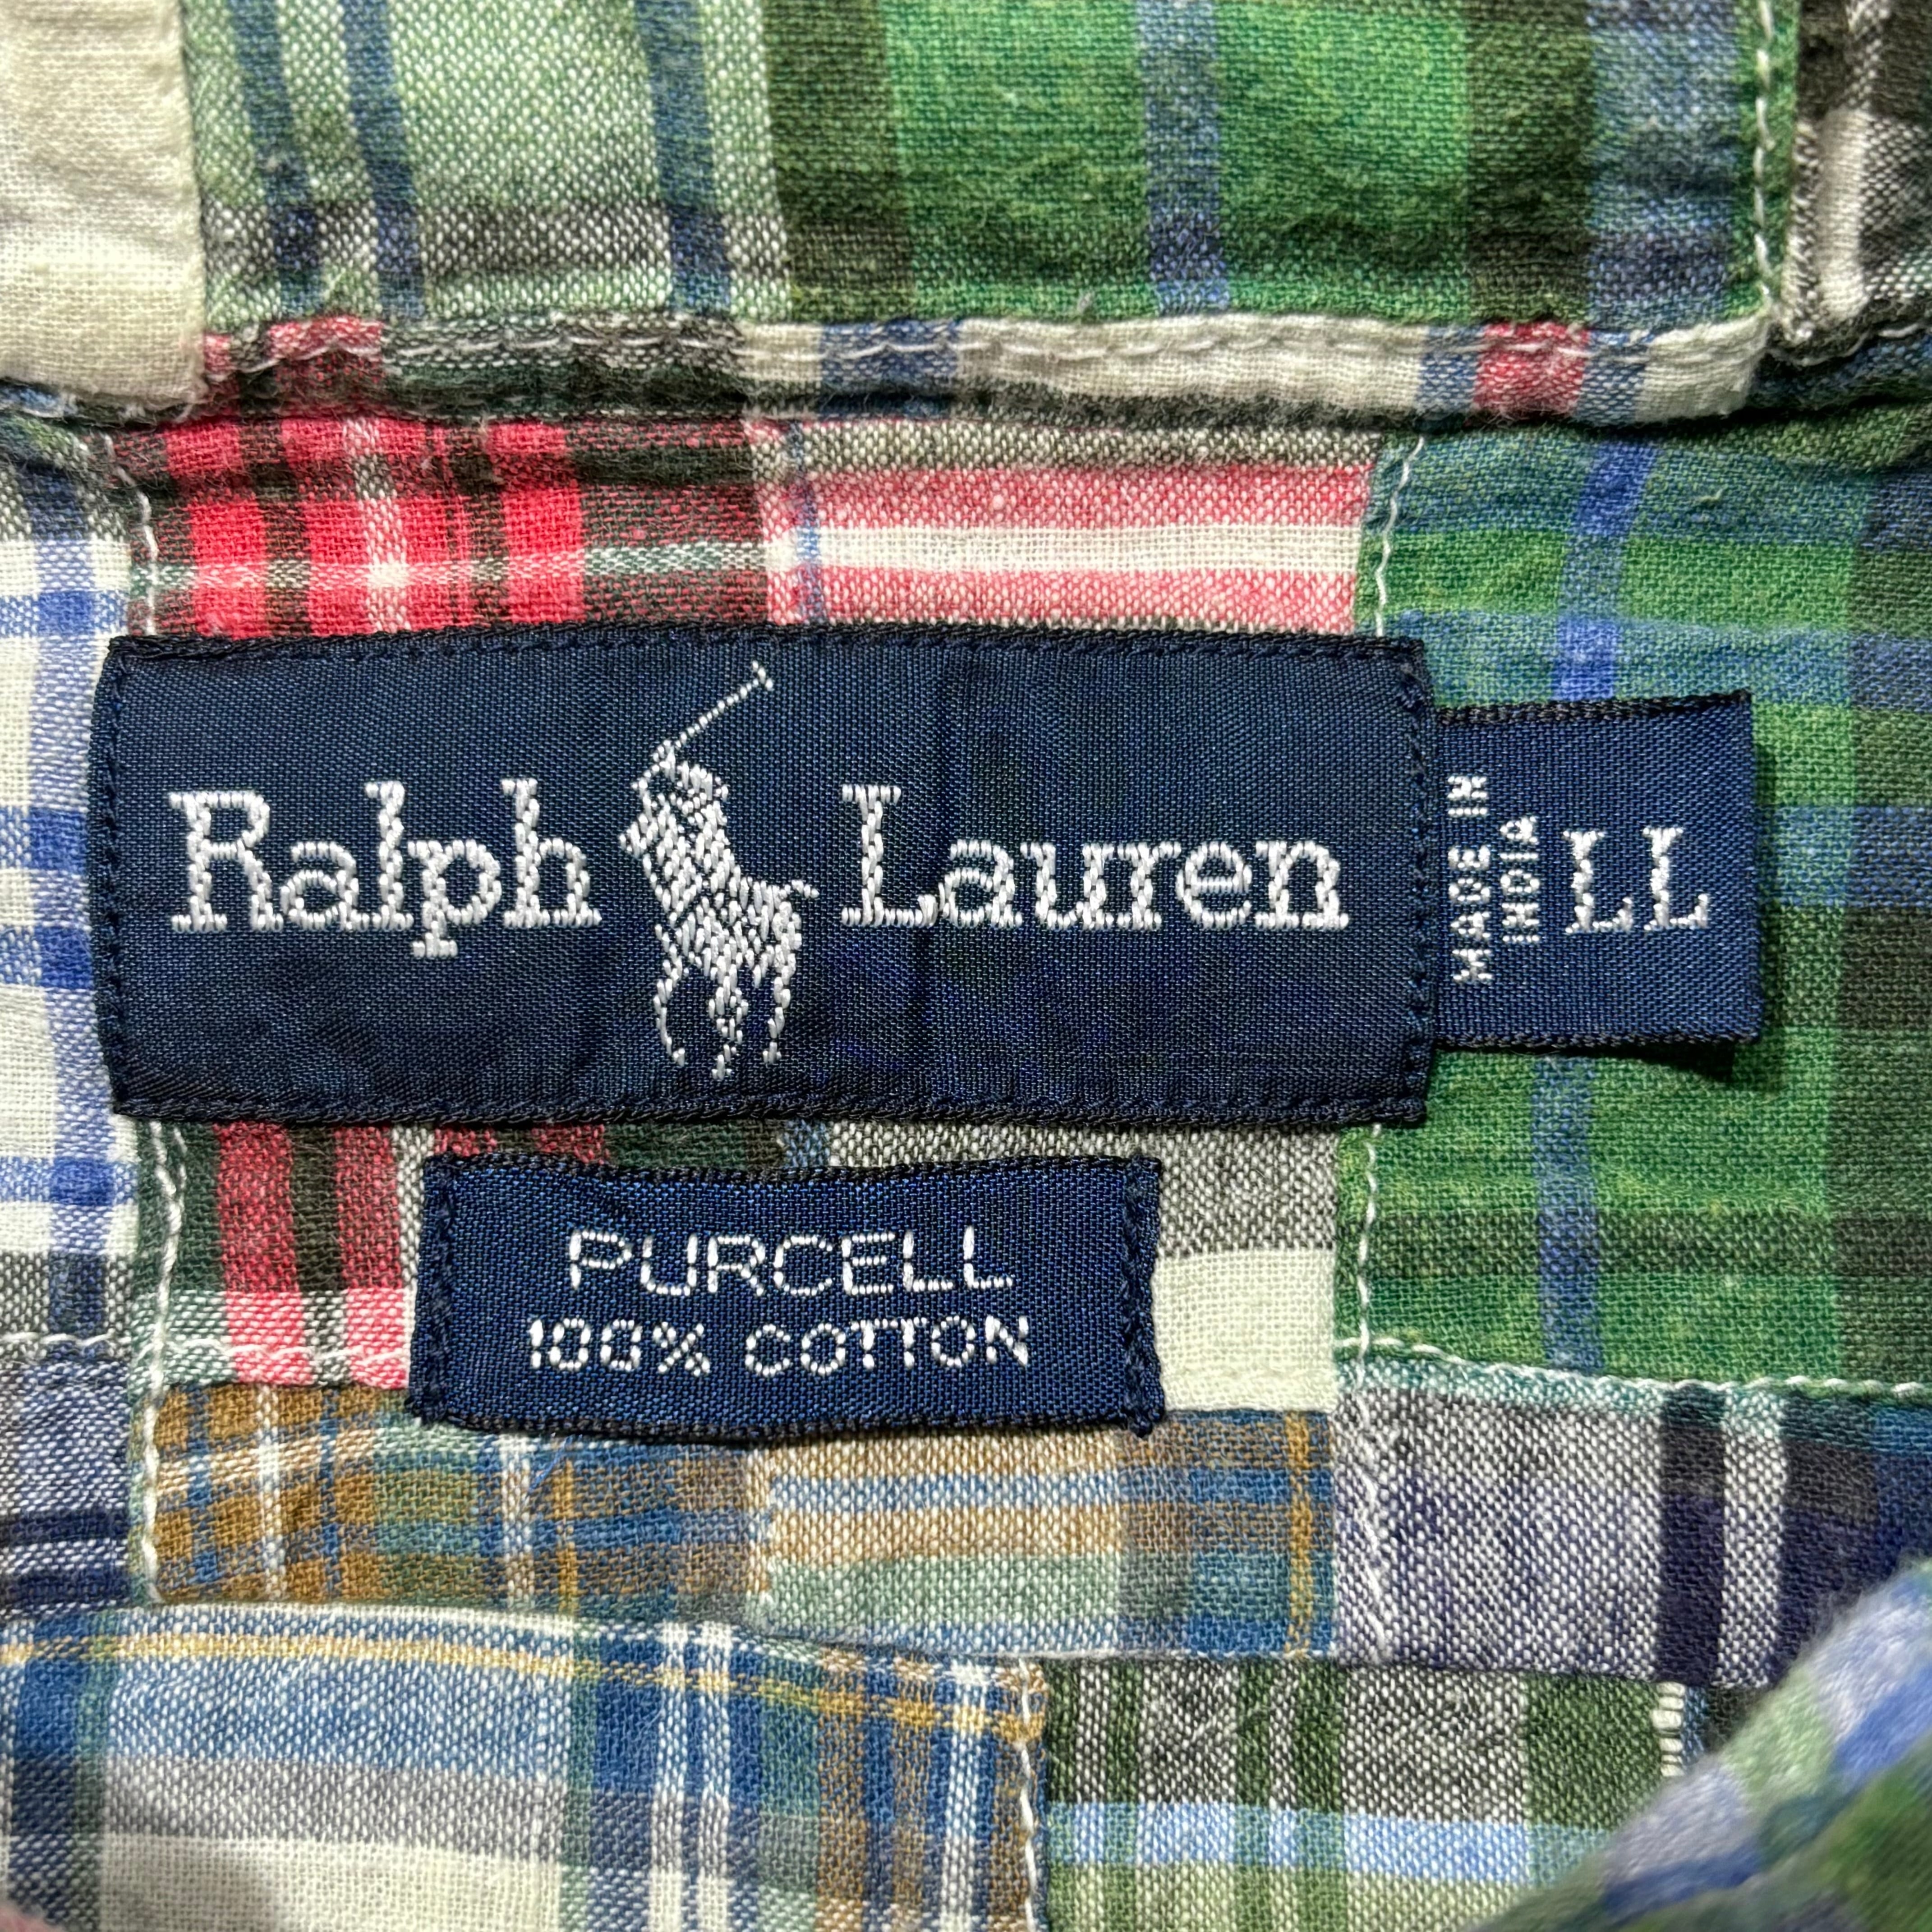 Ralph Lauren
MADE IN
INDIA
LL
PURCELL
100% COTTON